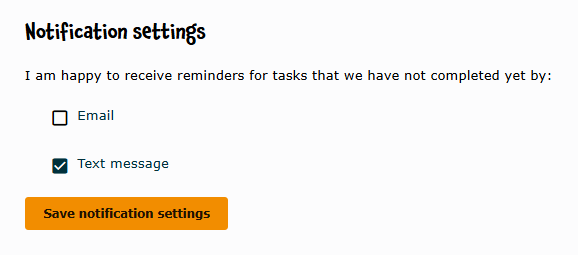 Notification settings
I am happy to receive reminders for tasks that we have not completed yet by:
Email
Text message
Save notification settings